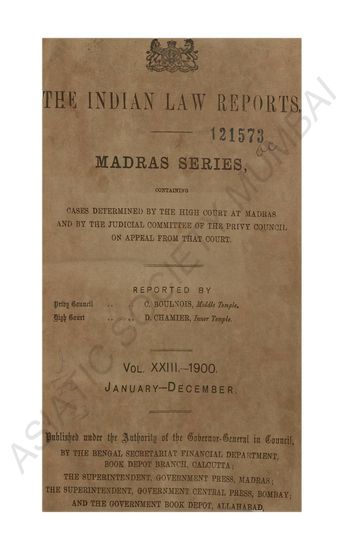 THE INDIAN LAW REPORTS.
121573
MADRAS SERIES,
CONTAINING
CASES DETERMINED BY THE HIGH COURT AT MADRAS
AND BY THE JUDICIAL COMMITTEE OF THE PRIVY COUNCIL
ON APPEAL FROM THAT COURT.
REPORTED BY
Privy Council .. .. C. BOULNOIS, Middle Temple.
High Court .. .. D. CHAMIER, Inner Temple.
VOL. XXIII.—1900.
JANUARY—DECEMBER.
Published under the Authority of the Governor-General in Council,
BY THE BENGAL SECRETARIAT FINANCIAL DEPARTMENT,
BOOK DEPOT BRANCH, CALCUTTA;
THE SUPERINTENDENT, GOVERNMENT PRESS, MADRAS;
THE SUPERINTENDENT, GOVERNMENT CENTRAL PRESS, BOMBAY;
AND THE GOVERNMENT BOOK DEPOT, ALLAHABAD,
ASIATIC SOCIETY MUMBAI